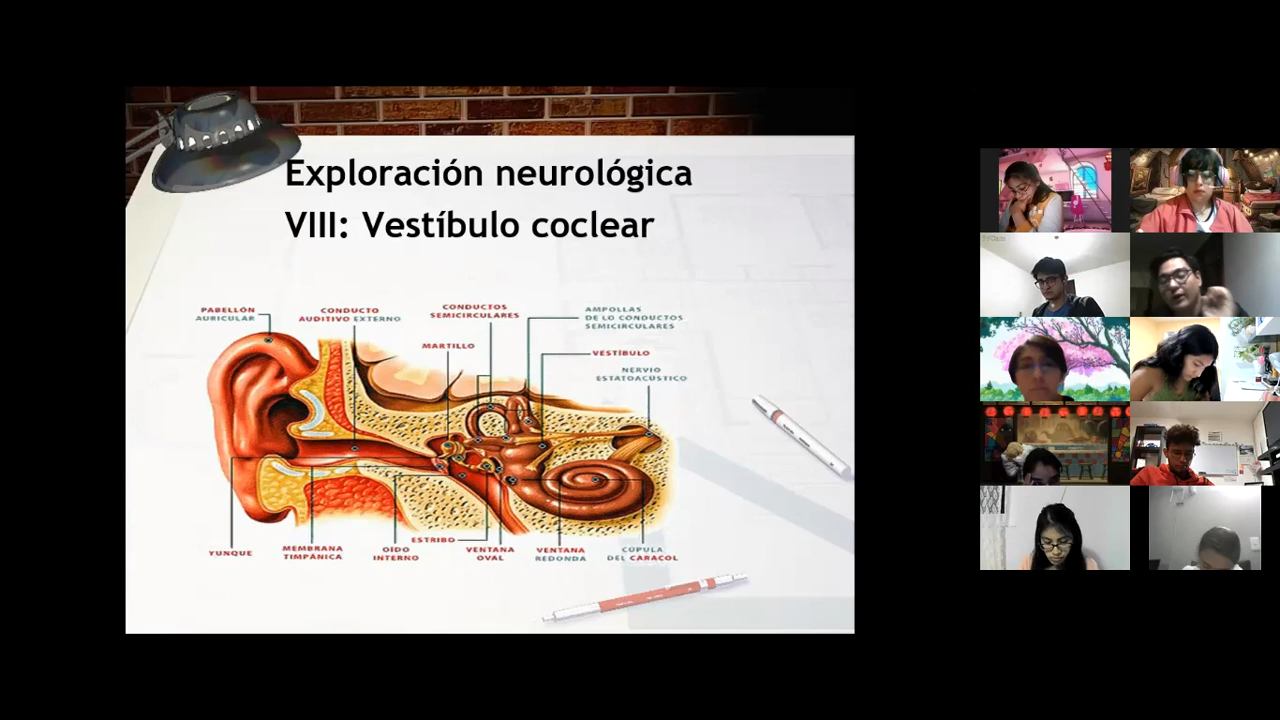 Exploración neurológica
VIII: Vestíbulo coclear
PABELLÓN
AURICULAR
CONDUCTO
AUDITIVO EXTERNO
CONDUCTOS
SEMICIRCULARES
AMPOLLAS
DE LO CONDUCTOS
SEMICIRCULARES
MARTILLO
VESTÍBULO
NERVIO
ESTATOACÚSTICO
YUNQUE
MEMBRANA
TIMPÁNICA
OÍDO
INTERNO
ESTRIBO
VENTANA
OVAL
VENTANA
REDONDA
CÚPULA
DEL CARACOL